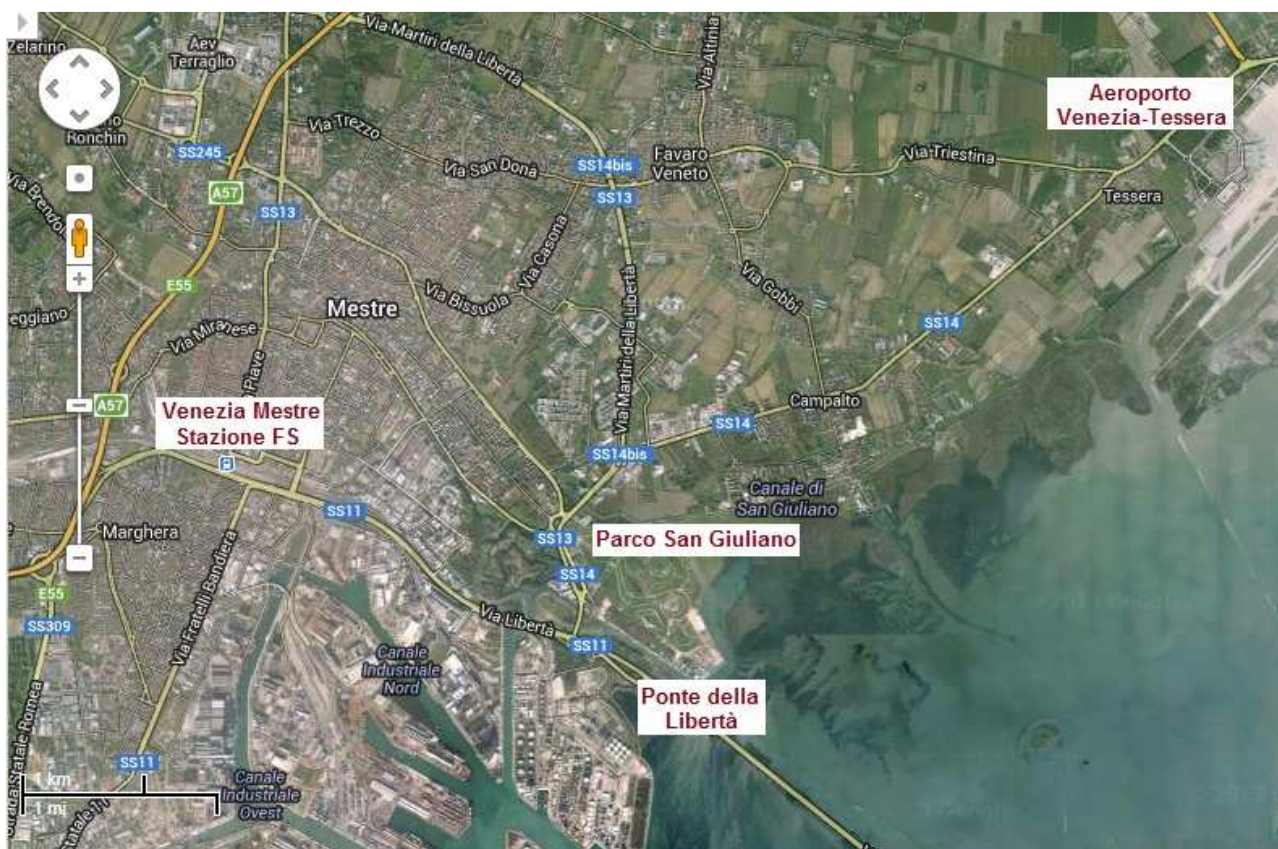 Zelarino
Aev
Terraglio
Via Martiri della Libertà
Via Altinia
Aeroporto
Venezia-Tessera
Ronchin
SS245
Via Trezzo
Via San Donà
SS14bis
Favaro
Veneto
Via Triestina
A57
SS13
SS13
Tessera
Via Casona
Via Gobbi
E55
Mestre
Via Bissuola
Via Martiri della Libertà
SS14
Via Miranese
Piave
A57
Venezia Mestre
Stazione FS
Campalto
SS14
SS14bis
Canale di
San Giuliano
SS11
Marghera
SS13
Parco San Giuliano
SS14
E55
SS309
Via Fratelli Bandiera
Via Libertà
SS11
Canale
Industriale
Nord
Ponte della
Libertà
SS11
1 km
1 mi
Canale
Industriale
Ovest